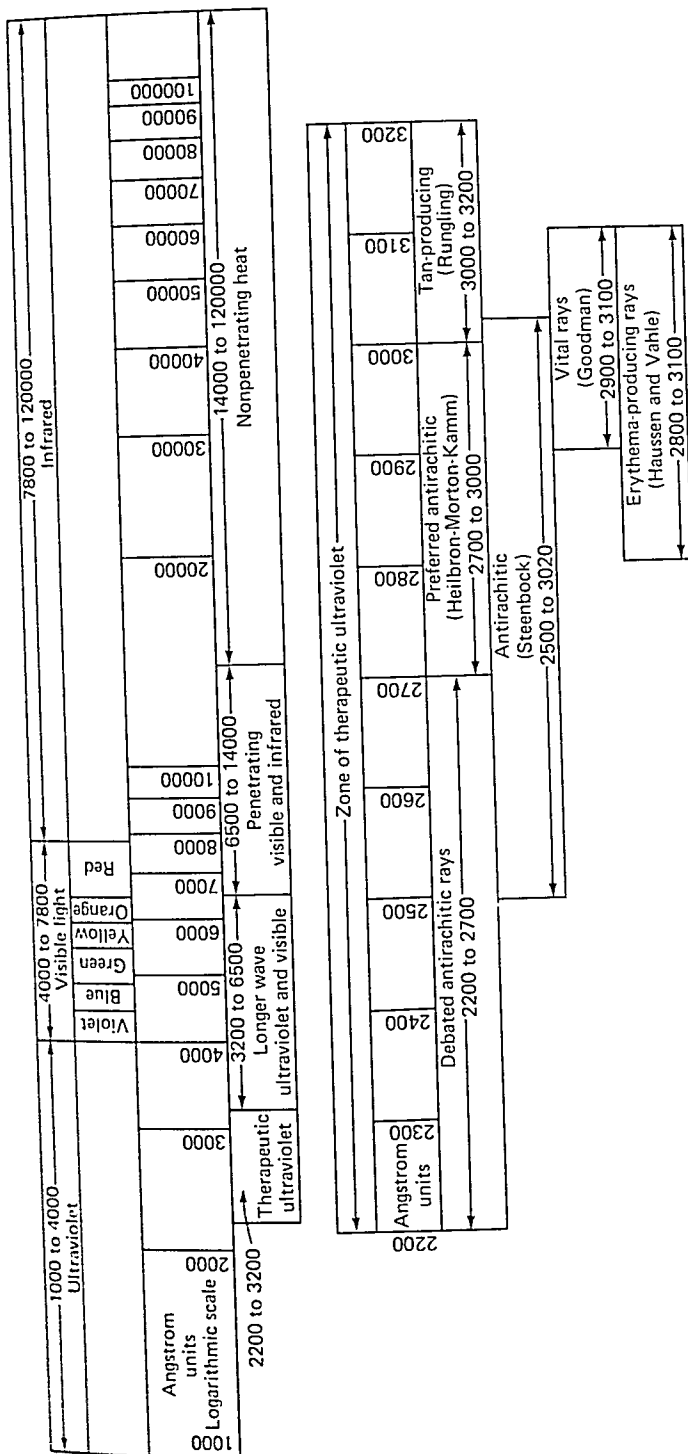 1000 to 4000
Ultraviolet
4000 to 7800
Visible light
7800 to 120000
Infrared
Violet
Blue
Green
Yellow
Orange
Red
Angstrom
units
Logarithmic scale
1000
2000
3000
4000
5000
6000
7000
8000
9000
10000
20000
30000
40000
50000
60000
70000
80000
90000
100000
2200 to 3200
Therapeutic
ultraviolet
3200 to 6500
Longer wave
ultraviolet and visible
6500 to 14000
Penetrating
visible and infrared
14000 to 120000
Nonpenetrating heat
Zone of therapeutic ultraviolet
2200
Angstrom
units
2300
2400
2500
2600
2700
2800
2900
3000
3100
3200
Debated antirachitic rays
2200 to 2700
Preferred antirachitic
(Heilbron-Morton-Kamm)
2700 to 3000
Tan-producing
(Rungling)
3000 to 3200
Antirachitic
(Steenbock)
2500 to 3020
Vital rays
(Goodman)
2900 to 3100
Erythema-producing rays
(Haussen and Vahle)
2800 to 3100